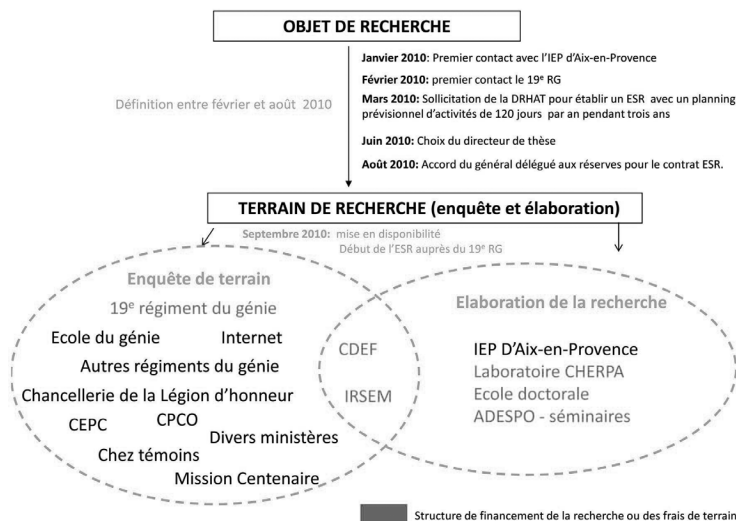 OBJET DE RECHERCHE
Janvier 2010: Premier contact avec l'IEP d'Aix-en-Provence
Février 2010: premier contact le 19e RG
Définition entre février et août 2010
Mars 2010: Sollicitation de la DRHAT pour établir un ESR avec un planning
prévisionnel d'activités de 120 jours par an pendant trois ans
Juin 2010: Choix du directeur de thèse
Août 2010: Accord du général délégué aux réserves pour le contrat ESR.
TERRAIN DE RECHERCHE (enquête et élaboration)
Septembre 2010: mise en disponibilité
Début de l'ESR auprès du 19e RG
Enquête de terrain
19e régiment du génie
Ecole du génie
Internet
Autres régiments du génie
Chancellerie de la Légion d'honneur
CEPC
CPCO
Divers ministères
Chez témoins
Mission Centenaire
CDEF
IRSEM
Elaboration de la recherche
IEP D'Aix-en-Provence
Laboratoire CHERPA
Ecole doctorale
ADESPO - séminaires
Structure de financement de la recherche ou des frais de terrain